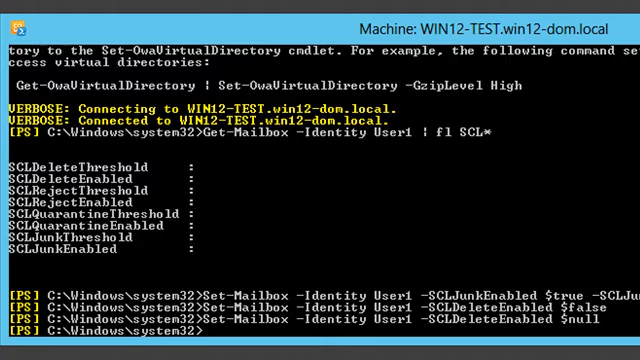 Machine: WIN12-TEST.win12-dom.local
tory to the Set-OwaVirtualDirectory cmdlet. For example, the following command se
ccess virtual directories:
Get-OwaVirtualDirectory | Set-OwaVirtualDirectory -GzipLevel High
VERBOSE: Connecting to WIN12-TEST.win12-dom.local.
VERBOSE: Connected to WIN12-TEST.win12-dom.local.
[PS] C:\Windows\system32>Get-Mailbox -Identity User1 | fl SCL*
SCLDeleteThreshold :
SCLDeleteEnabled :
SCLRejectThreshold :
SCLRejectEnabled :
SCLQuarantineThreshold :
SCLQuarantineEnabled :
SCLJunkThreshold :
SCLJunkEnabled :
[PS] C:\Windows\system32>Set-Mailbox -Identity User1 -SCLJunkEnabled $true -SCLJu
[PS] C:\Windows\system32>Set-Mailbox -Identity User1 -SCLDeleteEnabled $false
[PS] C:\Windows\system32>Set-Mailbox -Identity User1 -SCLDeleteEnabled $null
[PS] C:\Windows\system32>